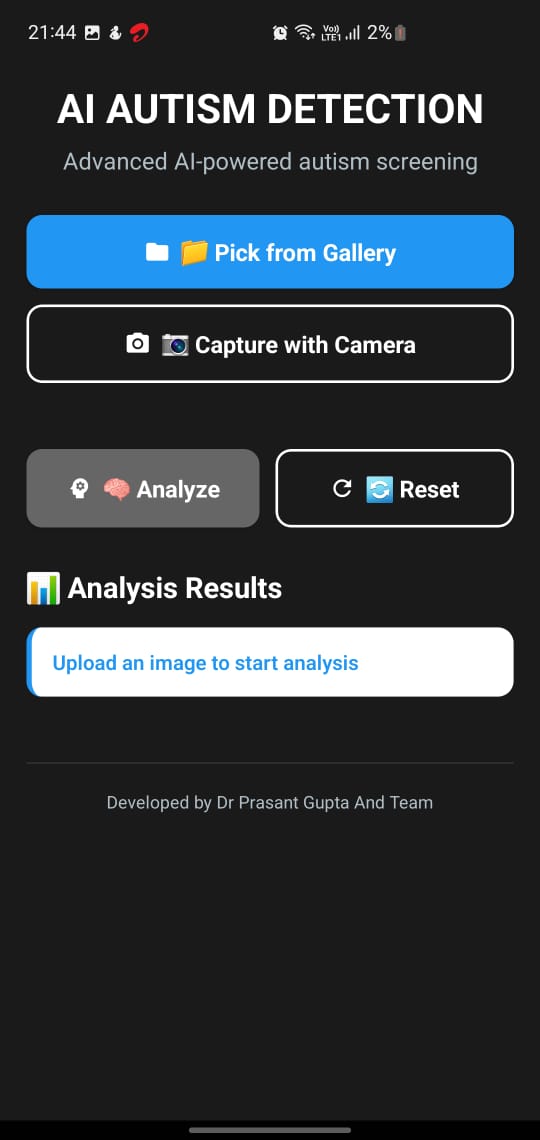 21:44 Vo) LTE1 2%
AI AUTISM DETECTION
Advanced AI-powered autism screening
📁 Pick from Gallery
📷 Capture with Camera
🧠 Analyze
🔄 Reset
📊 Analysis Results
Upload an image to start analysis
Developed by Dr Prasant Gupta And Team